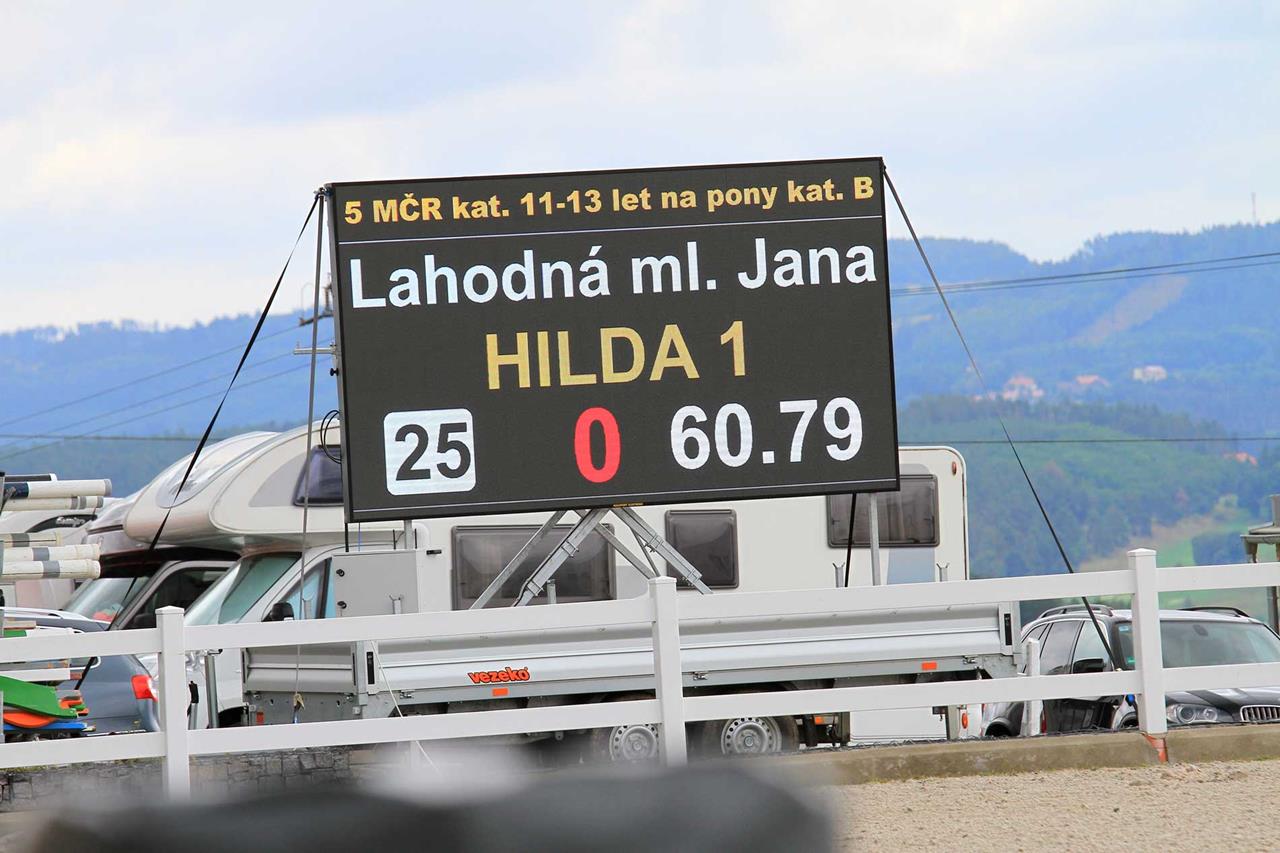 5 MČR kat. 11-13 let na pony kat. B
Lahodná ml. Jana
HILDA 1
25 0 60.79
vezeko